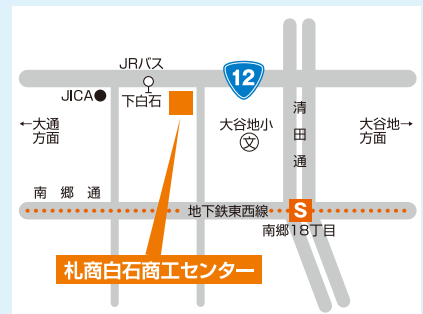 JRバス
12
JICA
下白石
←大通
方面
大谷地小
文
清田通
大谷地→
方面
南郷通
地下鉄東西線
S
南郷18丁目
札商白石商工センター